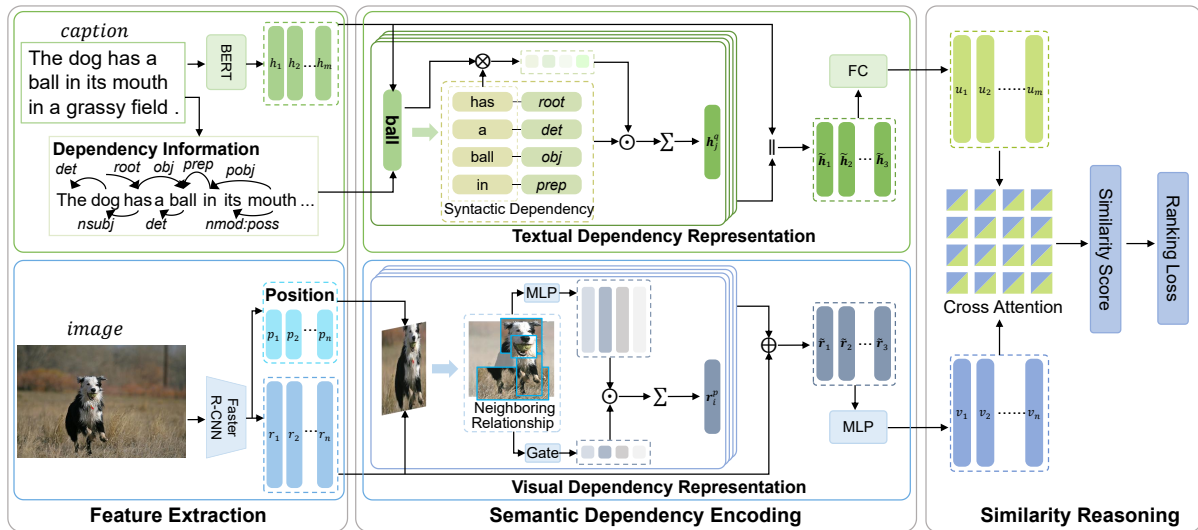 caption
The dog has a
ball in its mouth
in a grassy field .
BERT
h₁ h₂ ... hₘ
Dependency Information
det root obj prep pobj
The dog has a ball in its mouth ...
nsubj det nmod:poss
image
Position
p₁ p₂ ... pₙ
Faster
R-CNN
r₁ r₂ ... rₙ
Feature Extraction
ball
⊗
has root
a det
ball obj
in prep
Syntactic Dependency
⊙ Σ
h_j^q
||
Textual Dependency Representation
FC
h̃₁ h̃₂ ... h̃₃
MLP
Neighboring
Relationship
Gate
⊙ Σ
r_i^p
⊕
Visual Dependency Representation
r̃₁ r̃₂ ... r̃₃
MLP
Semantic Dependency Encoding
u₁ u₂ ...... uₘ
Cross Attention
v₁ v₂ ...... vₙ
Similarity Score
Ranking Loss
Similarity Reasoning